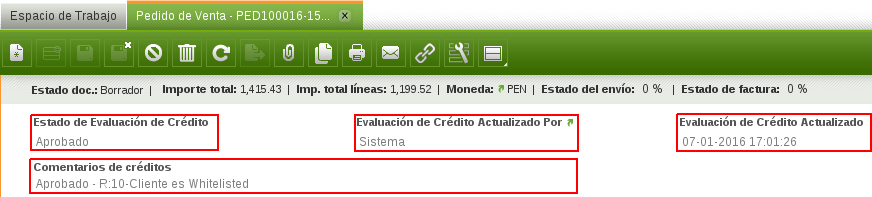 Espacio de Trabajo Pedido de Venta - PED100016-15... x
Estado doc.: Borrador | Importe total: 1,415.43 | Imp. total líneas: 1,199.52 | Moneda: PEN | Estado del envío: 0 % | Estado de factura: 0 %
Estado de Evaluación de Crédito Evaluación de Crédito Actualizado Por Evaluación de Crédito Actualizado
Aprobado Sistema 07-01-2016 17:01:26
Comentarios de créditos
Aprobado - R:10-Cliente es Whitelisted